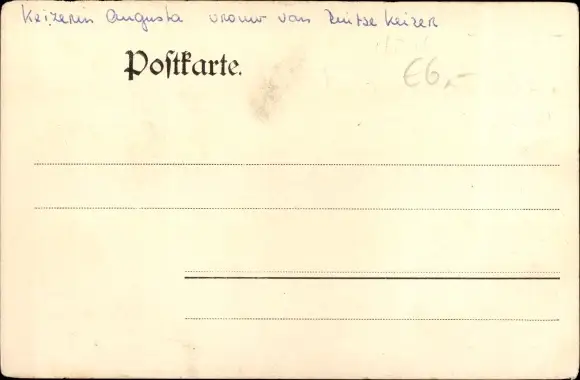 Keizerin Augusta vrouw van Duitse Keizer
Postkarte.
€6,-